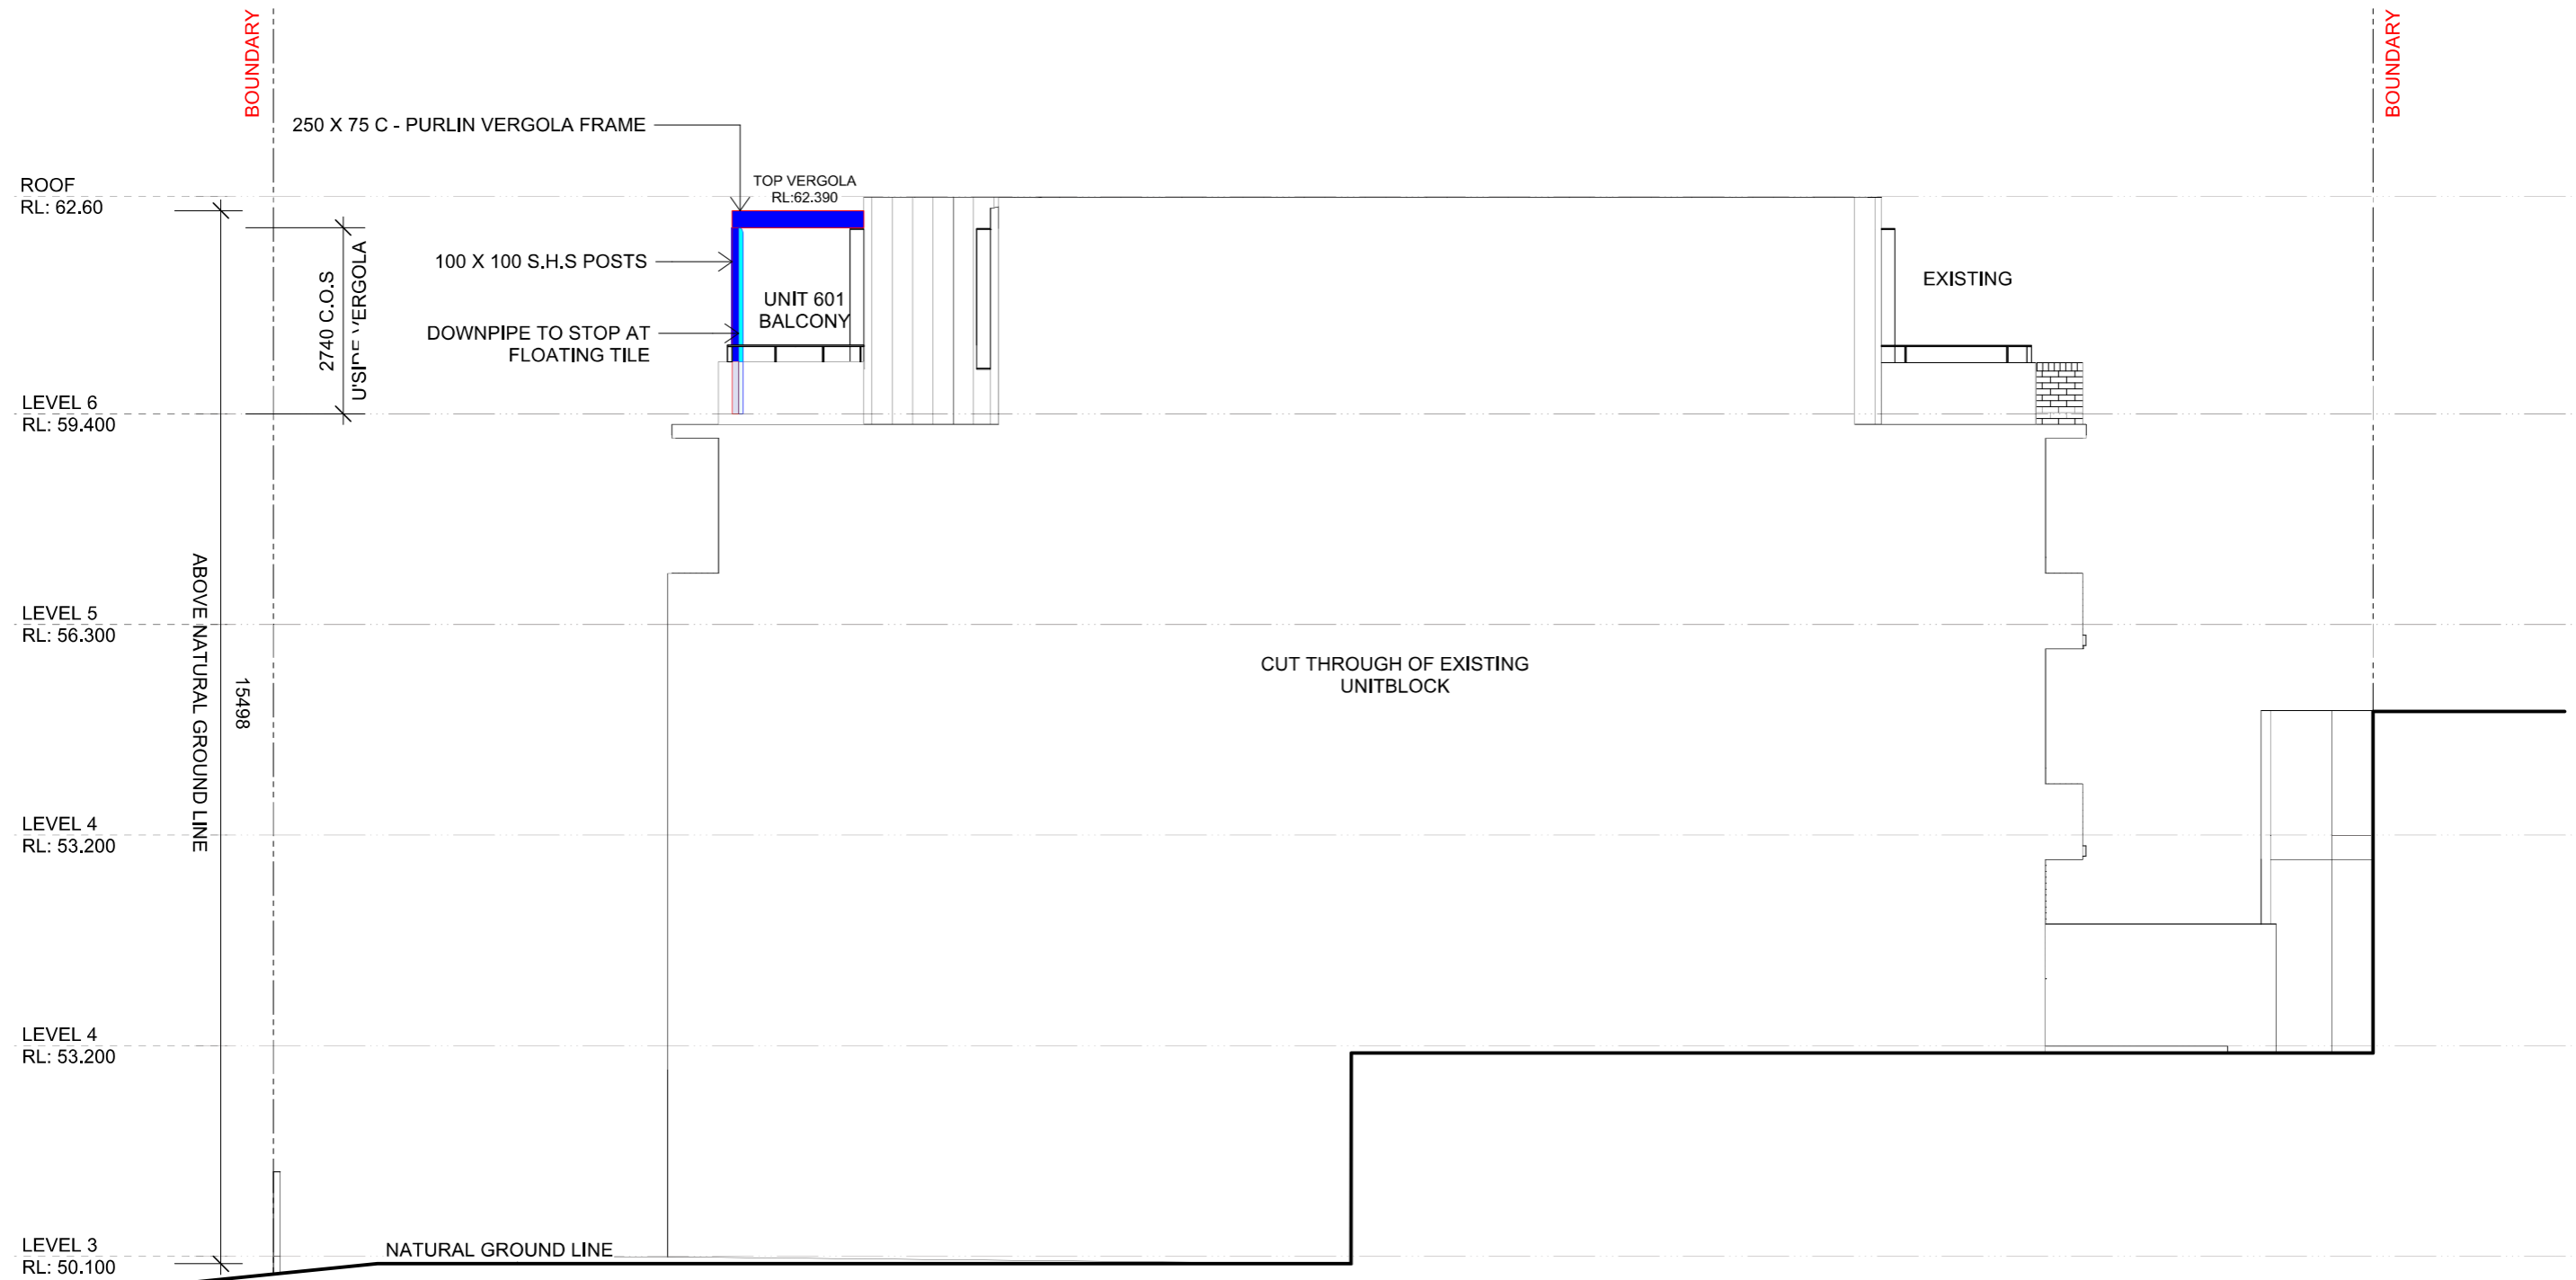 BOUNDARY
BOUNDARY
250 X 75 C - PURLIN VERGOLA FRAME
TOP VERGOLA
RL:62.390
ROOF
RL: 62.60
100 X 100 S.H.S POSTS
2740 C.O.S
U'SIDE VERGOLA
UNIT 601
BALCONY
EXISTING
DOWNPIPE TO STOP AT
FLOATING TILE
LEVEL 6
RL: 59.400
LEVEL 5
RL: 56.300
ABOVE NATURAL GROUND LINE
15498
CUT THROUGH OF EXISTING
UNITBLOCK
LEVEL 4
RL: 53.200
LEVEL 4
RL: 53.200
LEVEL 3
RL: 50.100
NATURAL GROUND LINE